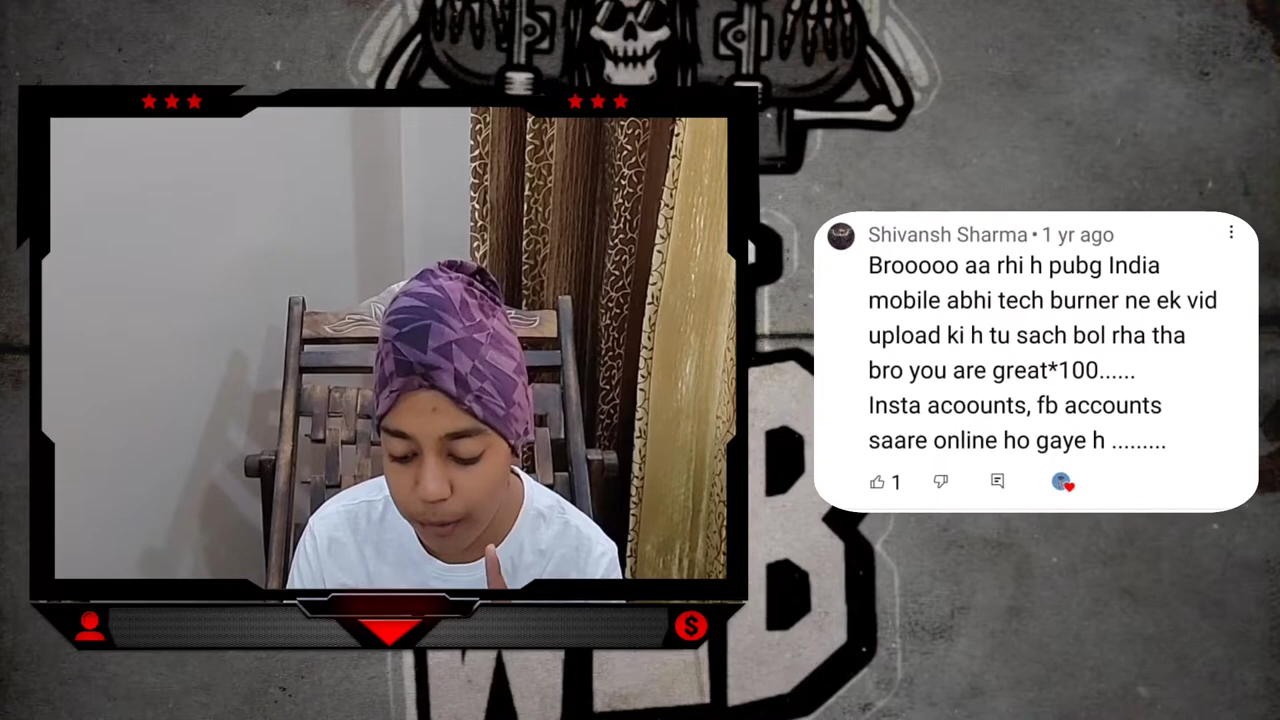 Shivansh Sharma • 1 yr ago
Brooooo aa rhi h pubg India
mobile abhi tech burner ne ek vid
upload ki h tu sach bol rha tha
bro you are great*100......
Insta acoounts, fb accounts
saare online ho gaye h .........
1
$